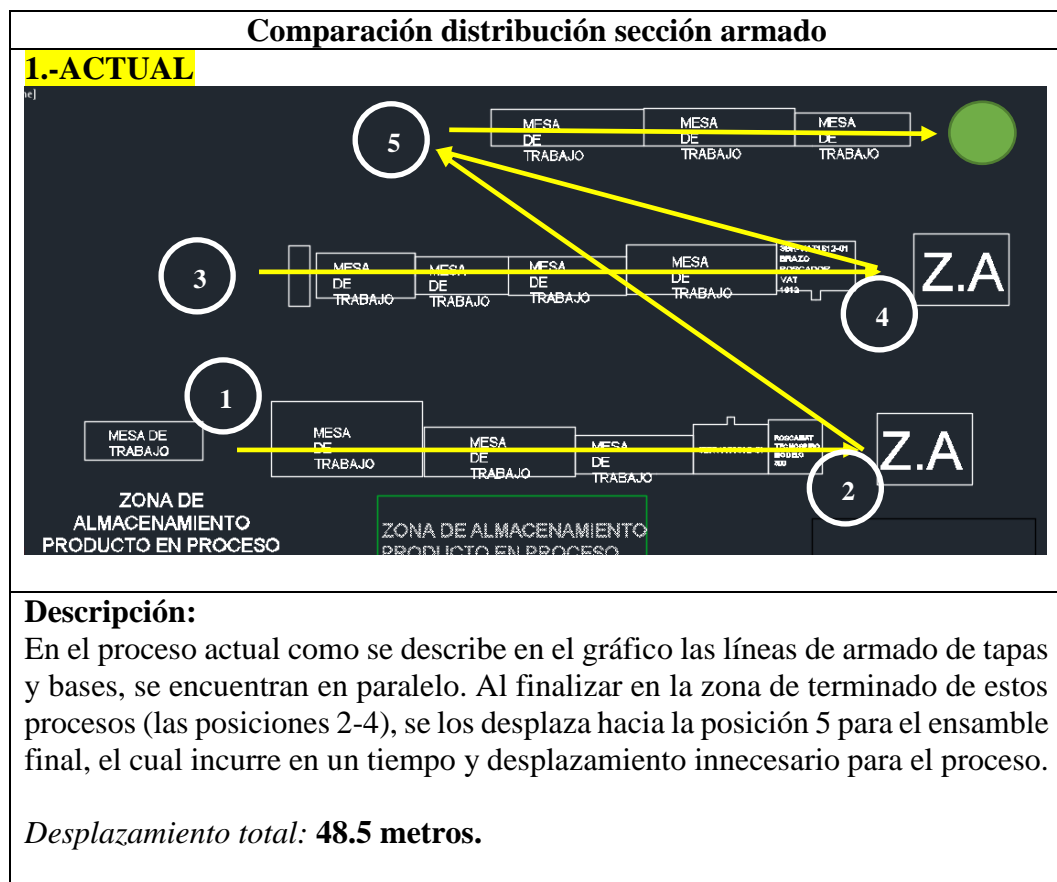 Comparación distribución sección armado
1.-ACTUAL
ne]
5
MESA
DE
TRABAJO
MESA
DE
TRABAJO
MESA
DE
TRABAJO
3
MESA
DE
TRABAJO
MESA
DE
TRABAJO
MESA
DE
TRABAJO
MESA
DE
TRABAJO
BRAZO
ROSCADOR
VAT
1612
Z.A
4
1
MESA DE
TRABAJO
MESA
DE
TRABAJO
MESA
DE
TRABAJO
MESA
DE
TRABAJO
ROSCAMAT
MODELO
Z.A
2
ZONA DE
ALMACENAMIENTO
PRODUCTO EN PROCESO
ZONA DE ALMACENAMIENTO
PRODUCTO EN PROCESO
Descripción:
En el proceso actual como se describe en el gráfico las líneas de armado de tapas
y bases, se encuentran en paralelo. Al finalizar en la zona de terminado de estos
procesos (las posiciones 2-4), se los desplaza hacia la posición 5 para el ensamble
final, el cual incurre en un tiempo y desplazamiento innecesario para el proceso.
Desplazamiento total: 48.5 metros.